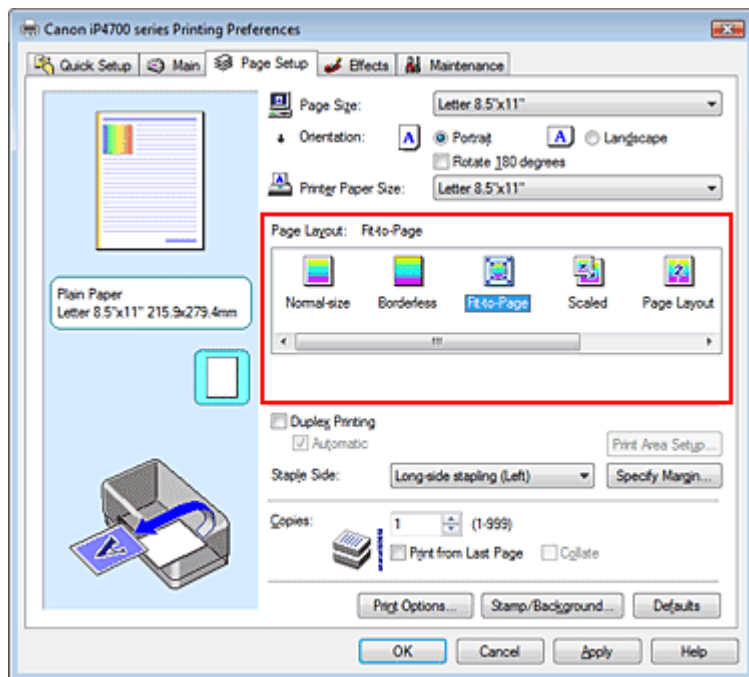 Canon iP4700 series Printing Preferences
Quick Setup Main Page Setup Effects Maintenance
Page Size: Letter 8.5"x11"
Orientation: A Portrait A Landscape
Rotate 180 degrees
Printer Paper Size: Letter 8.5"x11"
Page Layout: Fit-to-Page
Normal-size Borderless Fit-to-Page Scaled Page Layout
Plain Paper
Letter 8.5"x11" 215.9x279.4mm
Duplex Printing
Automatic Print Area Setup...
Staple Side: Long-side stapling (Left) Specify Margin...
Copies: 1 (1-999)
Print from Last Page Collate
Print Options... Stamp/Background... Defaults
OK Cancel Apply Help